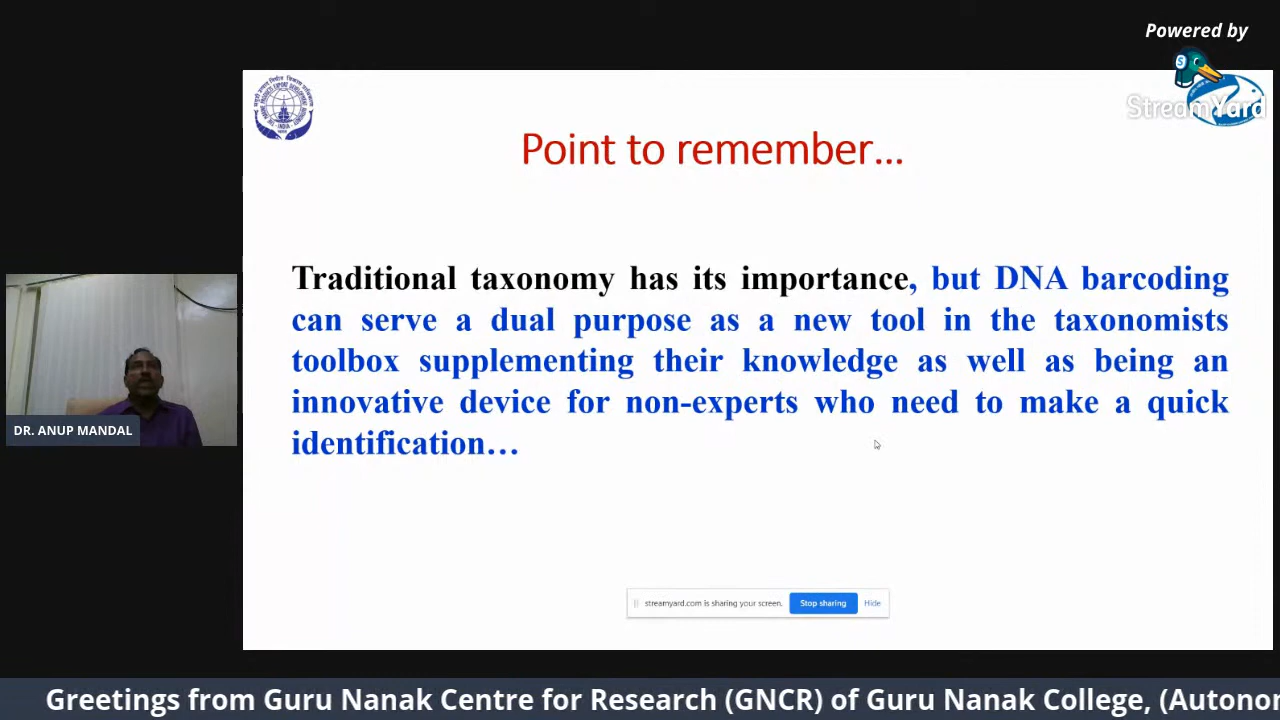 Powered by
StreamYard
Point to remember...
Traditional taxonomy has its importance, but DNA barcoding
can serve a dual purpose as a new tool in the taxonomists
toolbox supplementing their knowledge as well as being an
innovative device for non-experts who need to make a quick
identification...
DR. ANUP MANDAL
streamyard.com is sharing your screen.
Stop sharing
Hide
Greetings from Guru Nanak Centre for Research (GNCR) of Guru Nanak College, (Autonor